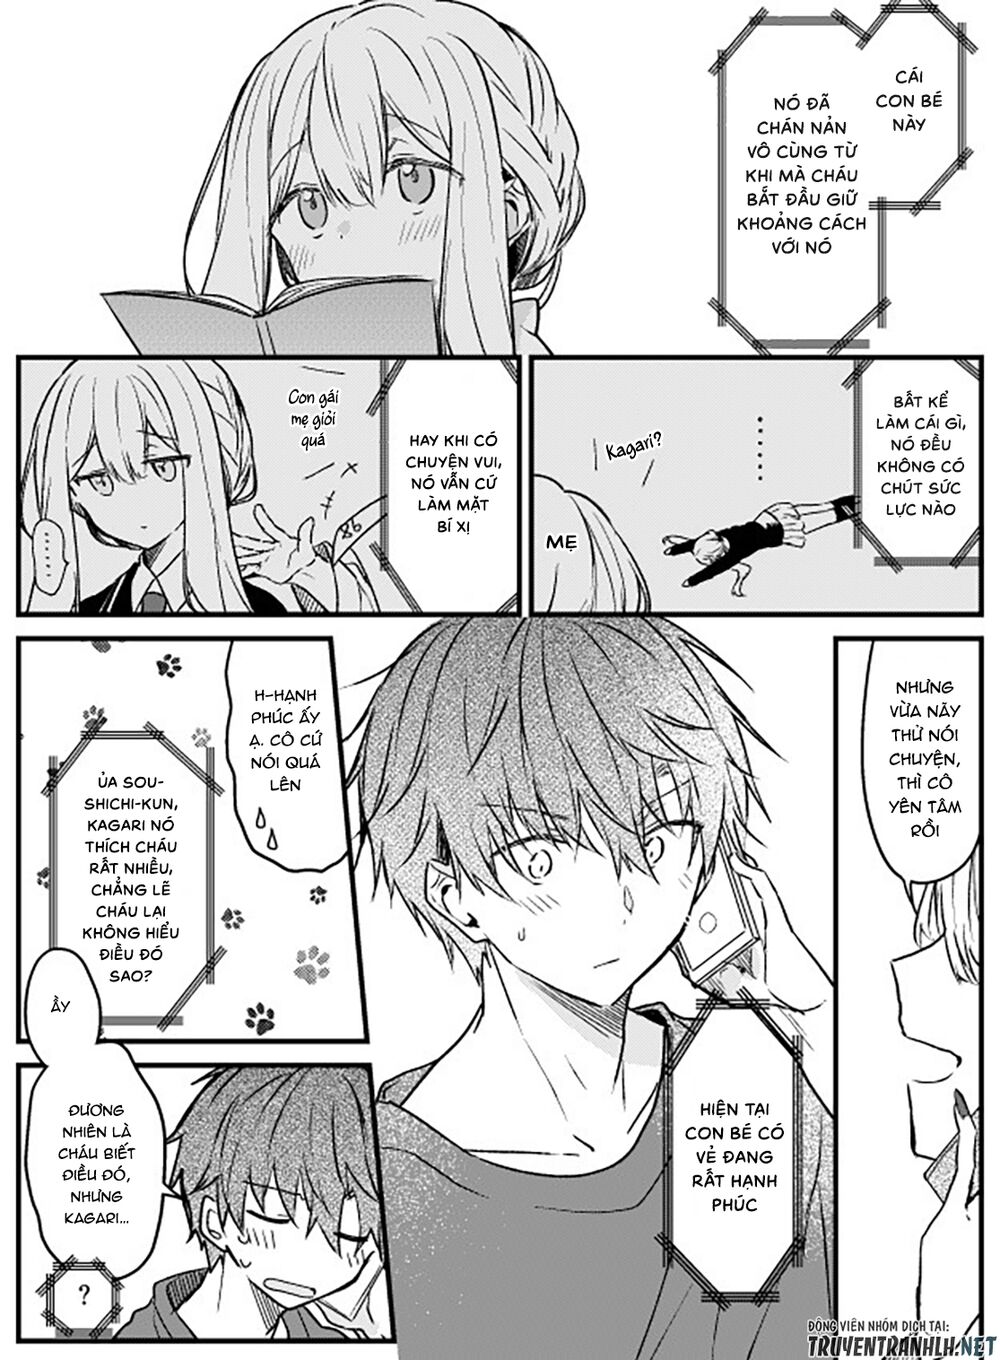 CÁI
CON BÉ
NÀY
NÓ ĐÃ
CHÁN NẢN
VÔ CÙNG TỪ
KHI MÀ CHÁU
BẮT ĐẦU GIỮ
KHOẢNG CÁCH
VỚI NÓ
BẤT KỂ
LÀM CÁI GÌ,
NÓ ĐỀU
KHÔNG CÓ
CHÚT SỨC
LỰC NÀO
......
Kagari?
MẸ
HAY KHI CÓ
CHUYỆN VUI,
NÓ VẪN CỨ
LÀM MẶT
BÍ XỊ
Con gái
mẹ giỏi
quá
......
NHƯNG
VỪA NÃY
THỬ NÓI
CHUYỆN,
THÌ CÔ
YÊN TÂM
RỒI
HIỆN TẠI
CON BÉ CÓ
VẺ ĐANG
RẤT HẠNH
PHÚC
H-HẠNH
PHÚC ẤY
Ạ. CÔ CỨ
NÓI QUÁ
LÊN
ỦA SOU-
SHICHI-KUN,
KAGARI NÓ
THÍCH CHÁU
RẤT NHIỀU,
CHẲNG LẼ
CHÁU LẠI
KHÔNG HIỂU
ĐIỀU ĐÓ
SAO?
ẦY
ĐƯƠNG
NHIÊN LÀ
CHÁU BIẾT
ĐIỀU ĐÓ,
NHƯNG
KAGARI...
?
ĐỘNG VIÊN NHÓM DỊCH TẠI:
TRUYENTRANHLH.NET